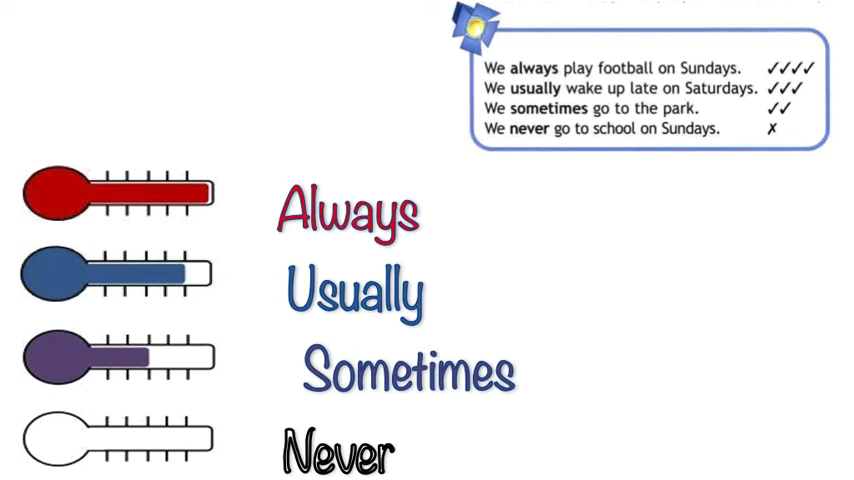 We always play football on Sundays. ✓✓✓✓
We usually wake up late on Saturdays. ✓✓✓
We sometimes go to the park. ✓✓
We never go to school on Sundays. ✗
Always
Usually
Sometimes
Never